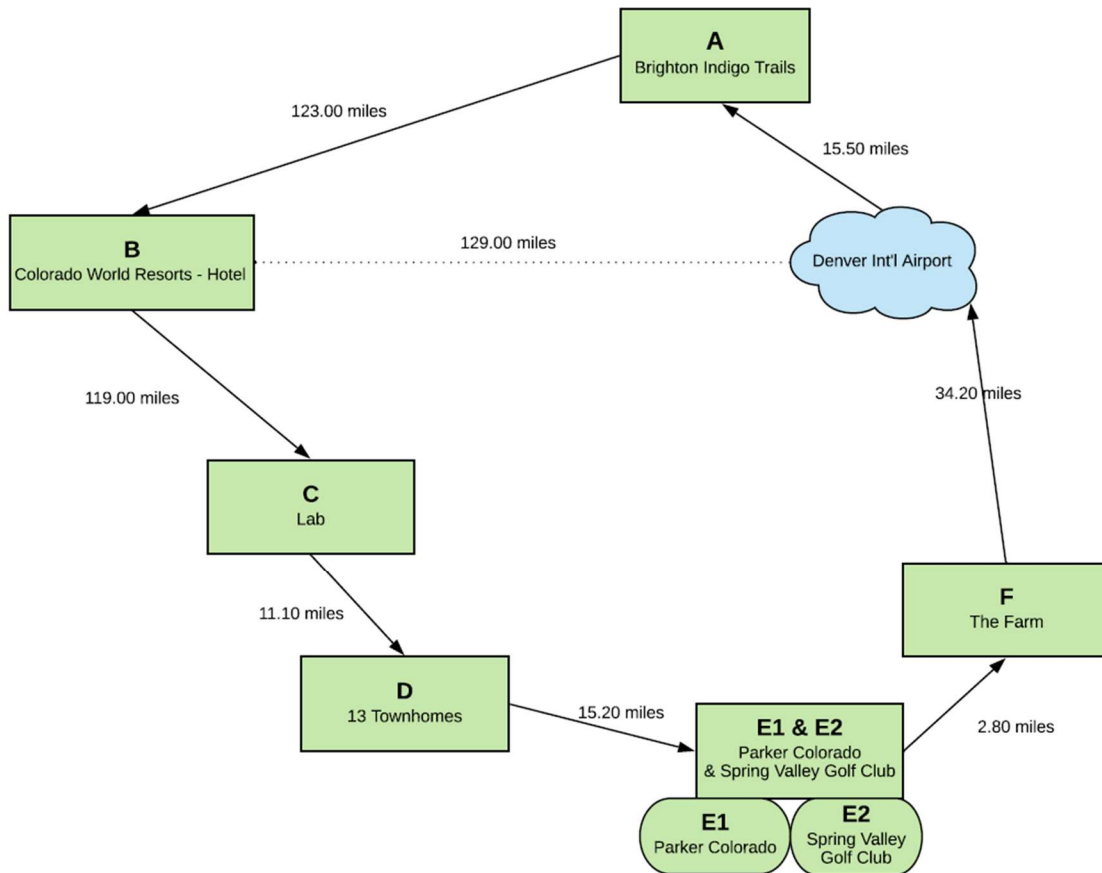 A
Brighton Indigo Trails
123.00 miles
15.50 miles
B
Colorado World Resorts - Hotel
129.00 miles
Denver Int'l Airport
119.00 miles
34.20 miles
C
Lab
11.10 miles
F
The Farm
D
13 Townhomes
15.20 miles
E1 & E2
Parker Colorado
& Spring Valley Golf Club
2.80 miles
E1
Parker Colorado
E2
Spring Valley
Golf Club